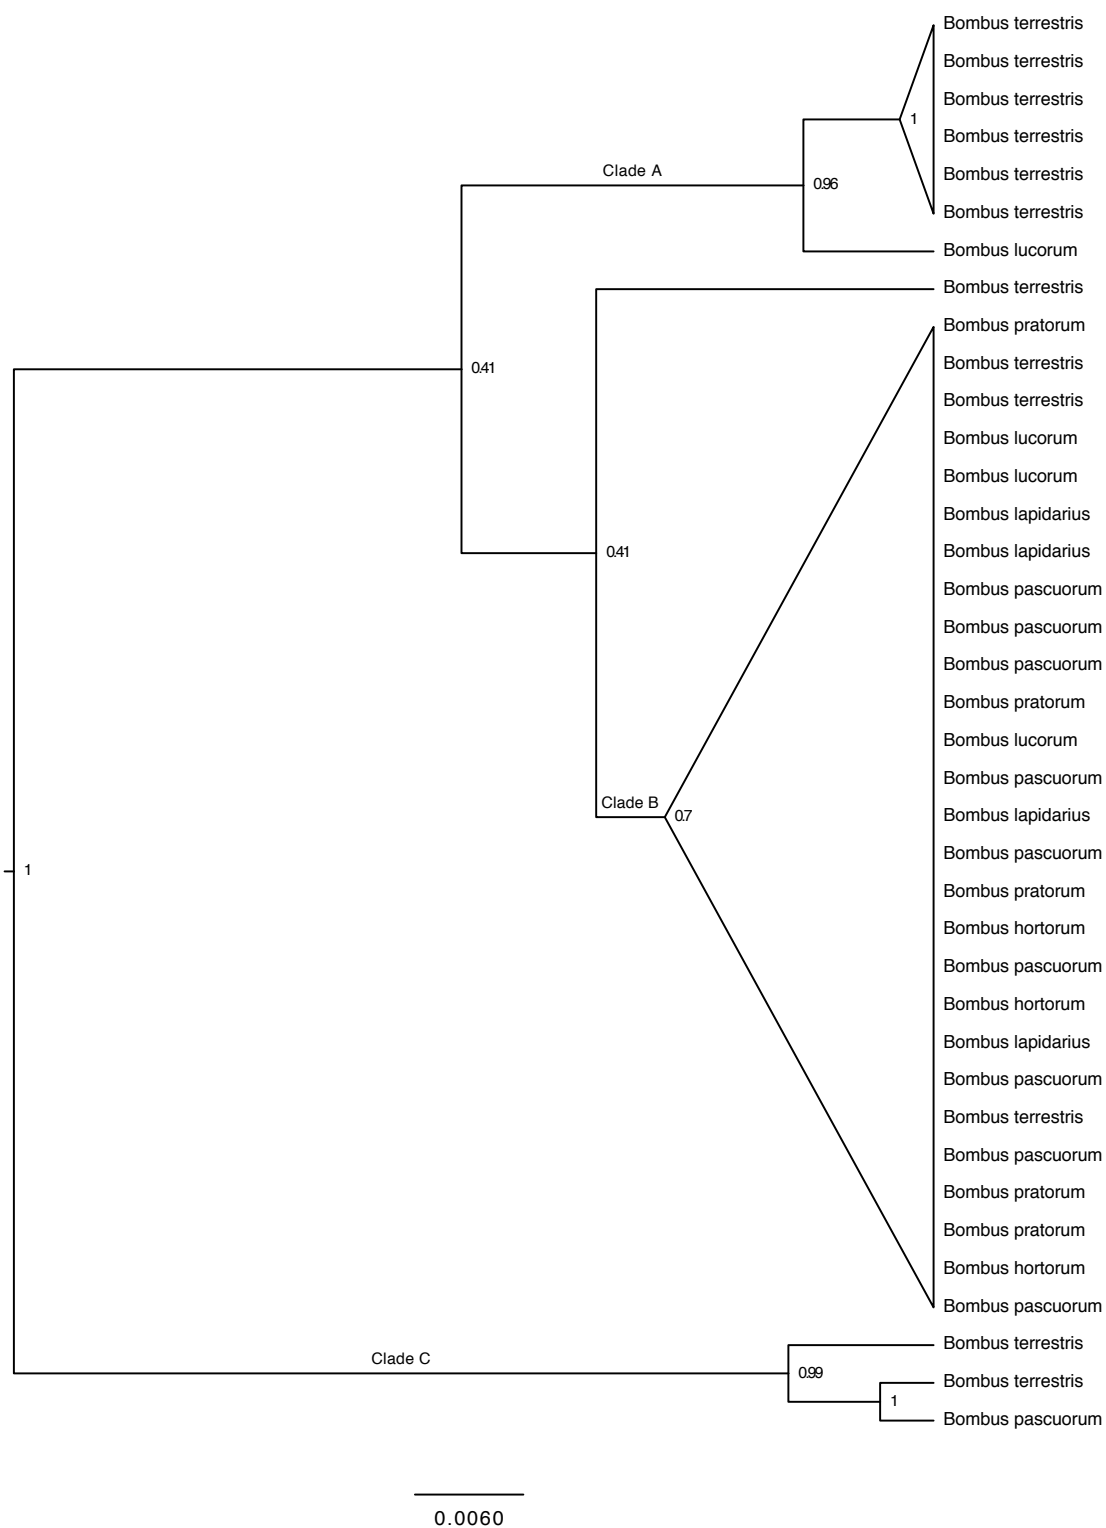 Bombus terrestris
Bombus terrestris
Bombus terrestris
1
Bombus terrestris
Clade A
Bombus terrestris
0.96
Bombus terrestris
Bombus lucorum
Bombus terrestris
Bombus pratorum
Bombus terrestris
0.41
Bombus terrestris
Bombus lucorum
Bombus lucorum
Bombus lapidarius
Bombus lapidarius
0.41
Bombus pascuorum
Bombus pascuorum
Bombus pascuorum
Bombus pratorum
Bombus lucorum
Bombus pascuorum
Clade B
Bombus lapidarius
0.7
Bombus pascuorum
1
Bombus pratorum
Bombus hortorum
Bombus pascuorum
Bombus hortorum
Bombus lapidarius
Bombus pascuorum
Bombus terrestris
Bombus pascuorum
Bombus pratorum
Bombus pratorum
Bombus hortorum
Bombus pascuorum
Bombus terrestris
Clade C
0.99
Bombus terrestris
1
Bombus pascuorum
0.0060